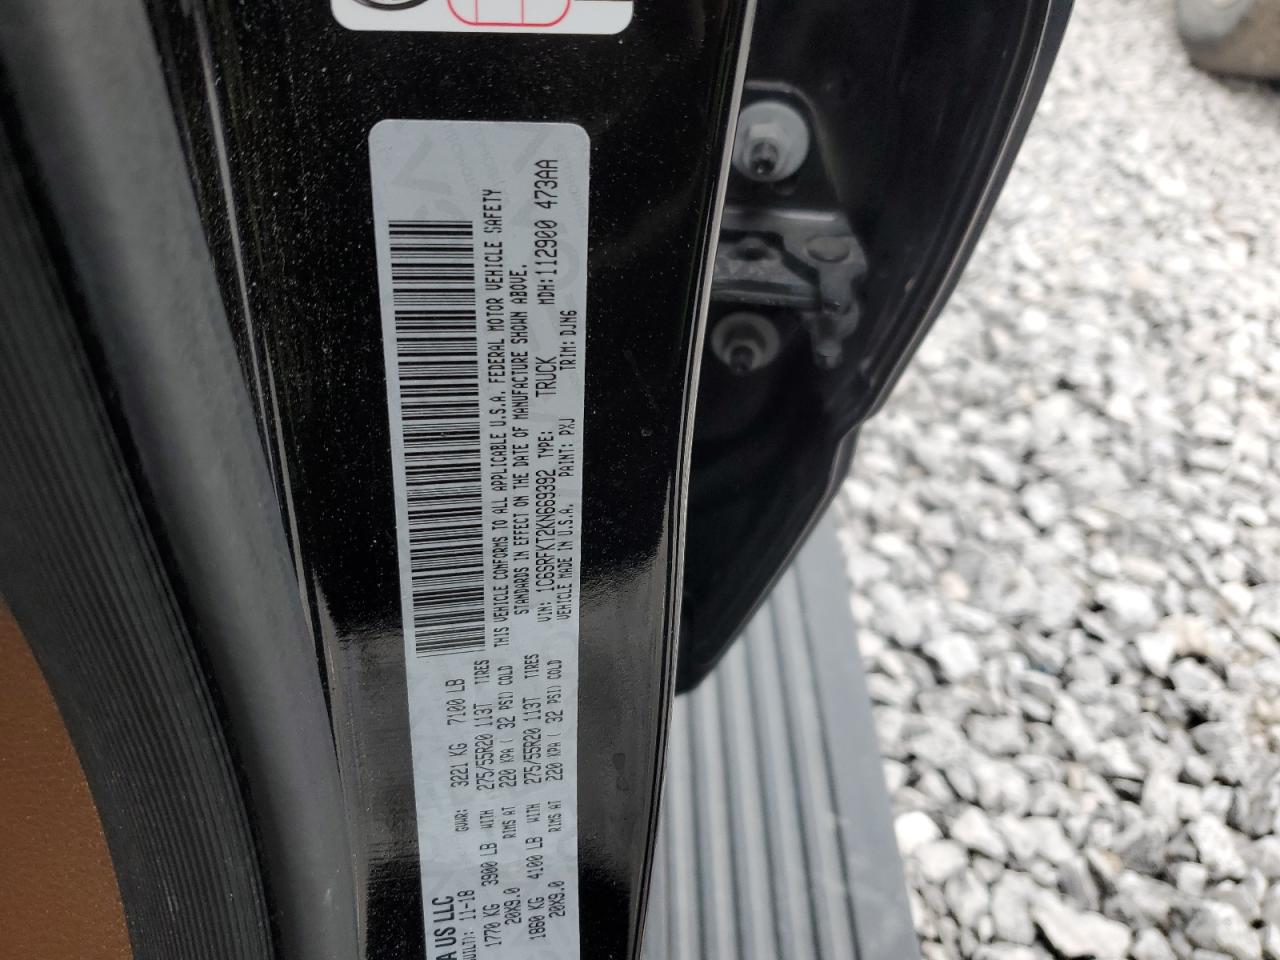 A US LLC
UILT): 11-18 GVWR: 3221 KG 7100 LB
1770 KG 3900 LB WITH 275/55R20 113T TIRES
20X9.0 RIMS AT 220 KPA ( 32 PSI) COLD
1860 KG 4100 LB WITH 275/55R20 113T TIRES
20X9.0 RIMS AT 220 KPA ( 32 PSI) COLD
THIS VEHICLE CONFORMS TO ALL APPLICABLE U.S.A. FEDERAL MOTOR VEHICLE SAFETY
STANDARDS IN EFFECT ON THE DATE OF MANUFACTURE SHOWN ABOVE.
VIN: 1C6SRFKT2KN669392 TYPE: TRUCK MDH:112900 473AA
VEHICLE MADE IN U.S.A. PAINT: PXJ TRIM: DJM6